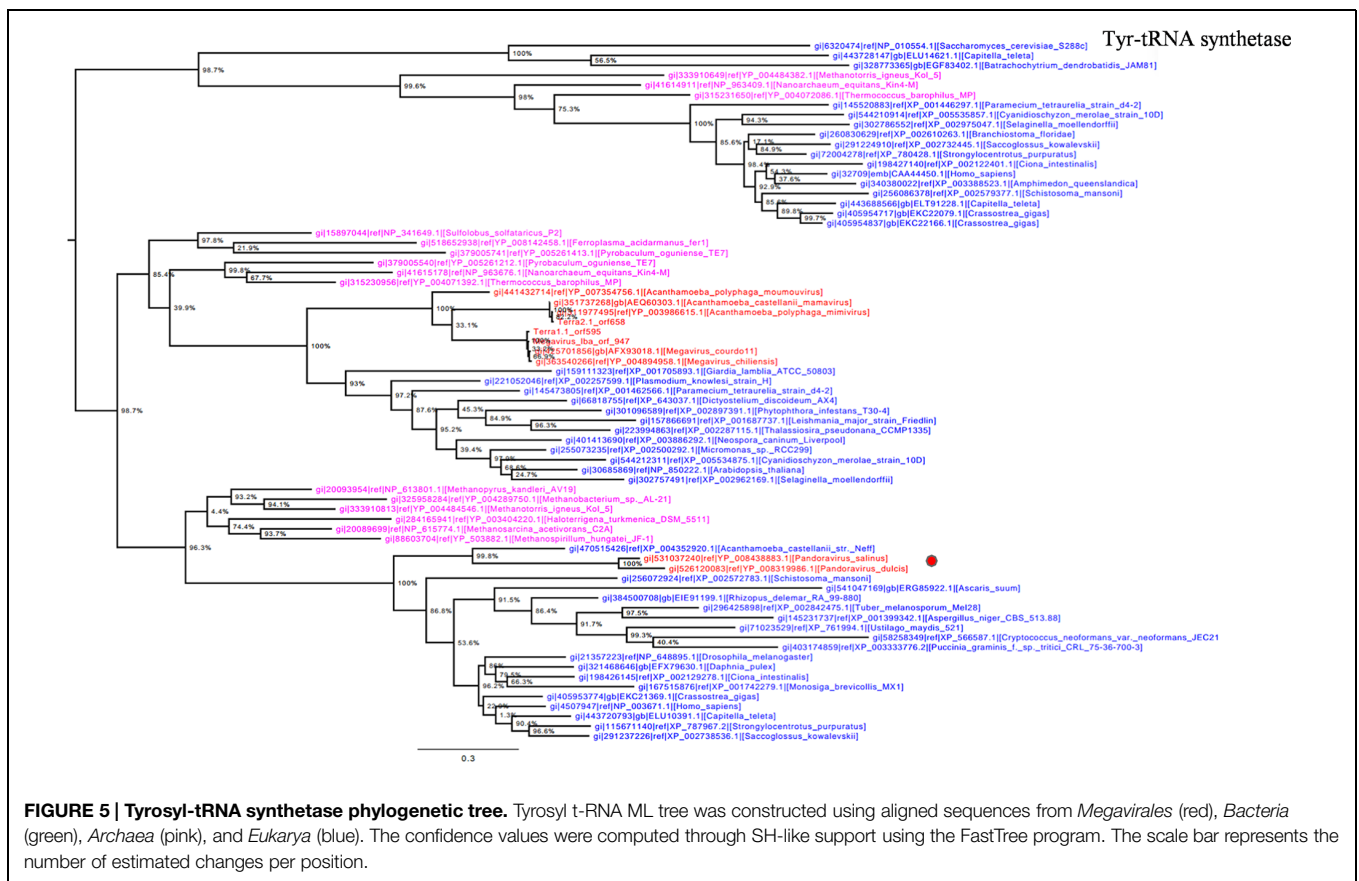 Tyr-tRNA synthetase
gi|6320474|ref|NP_010554.1|[Saccharomyces_cerevisiae_S288c]
100%
gi|443728147|gb|ELU14621.1|[Capitella_teleta]
56.5%
gi|328773365|gb|EGF83402.1|[Batrachochytrium_dendrobatidis_JAM81]
98.7%
gi|333910649|ref|YP_004484382.1|[Methanotorris_igneus_Kol_5]
99.6%
gi|41614911|ref|NP_963409.1|[Nanoarchaeum_equitans_Kin4-M]
98%
gi|315231650|ref|YP_004072086.1|[Thermococcus_barophilus_MP]
75.3%
gi|145520883|ref|XP_001446297.1|[Paramecium_tetraurelia_strain_d4-2]
gi|544210914|ref|XP_005535857.1|[Cyanidioschyzon_merolae_strain_10D]
94.3%
100%
gi|302786552|ref|XP_002975047.1|[Selaginella_moellendorffii]
gi|260830629|ref|XP_002610263.1|[Branchiostoma_floridae]
85.6%
17.1%
gi|291224910|ref|XP_002732445.1|[Saccoglossus_kowalevskii]
84.9%
gi|72004278|ref|XP_780428.1|[Strongylocentrotus_purpuratus]
98.4%
gi|198427140|ref|XP_002122401.1|[Ciona_intestinalis]
54.3%
gi|32709|emb|CAA44450.1|[Homo_sapiens]
37.6%
gi|340380022|ref|XP_003388523.1|[Amphimedon_queenslandica]
92.9%
gi|256086378|ref|XP_002579377.1|[Schistosoma_mansoni]
gi|443688566|gb|ELT91228.1|[Capitella_teleta]
89.8%
gi|405954717|gb|EKC22079.1|[Crassostrea_gigas]
99.7%
gi|405954837|gb|EKC22166.1|[Crassostrea_gigas]
gi|15897044|ref|NP_341649.1|[Sulfolobus_solfataricus_P2]
97.8%
gi|518652938|ref|YP_008142458.1|[Ferroplasma_acidarmanus_fer1]
21.9%
gi|379005741|ref|YP_005261413.1|[Pyrobaculum_oguniense_TE7]
85.4%
gi|379005540|ref|YP_005261212.1|[Pyrobaculum_oguniense_TE7]
99.8%
gi|41615178|ref|NP_963676.1|[Nanoarchaeum_equitans_Kin4-M]
67.7%
gi|315230956|ref|YP_004071392.1|[Thermococcus_barophilus_MP]
39.9%
gi|441432714|ref|YP_007354756.1|[Acanthamoeba_polyphaga_moumouvirus]
gi|351737268|gb|AEQ60303.1|[Acanthamoeba_castellanii_mamavirus]
100%
100%
11977495|ref|YP_003986615.1|[Acanthamoeba_polyphaga_mimivirus]
Terra2.1_orf658
33.1%
Terra1.1_orf595
100%
Megavirus_lba_orf_947
100%
25701856|gb|AFX93018.1|[Megavirus_courdo11]
gi|363540266|ref|YP_004894958.1|[Megavirus_chiliensis]
gi|159111323|ref|XP_001705893.1|[Giardia_lamblia_ATCC_50803]
93%
gi|221052046|ref|XP_002257599.1|[Plasmodium_knowlesi_strain_H]
97.2%
gi|145473805|ref|XP_001462566.1|[Paramecium_tetraurelia_strain_d4-2]
gi|66818755|ref|XP_643037.1|[Dictyostelium_discoideum_AX4]
87.6%
45.3%
gi|301096589|ref|XP_002897391.1|[Phytophthora_infestans_T30-4]
84.9%
gi|157866691|ref|XP_001687737.1|[Leishmania_major_strain_Friedlin]
96.3%
gi|223994863|ref|XP_002287115.1|[Thalassiosira_pseudonana_CCMP1335]
95.2%
98.7%
gi|401413690|ref|XP_003886292.1|[Neospora_caninum_Liverpool]
39.4%
gi|255073235|ref|XP_002500292.1|[Micromonas_sp._RCC299]
gi|544212311|ref|XP_005534875.1|[Cyanidioschyzon_merolae_strain_10D]
68.6%
gi|30685869|ref|NP_850222.1|[Arabidopsis_thaliana]
24.7%
gi|302757491|ref|XP_002962169.1|[Selaginella_moellendorffii]
gi|20093954|ref|NP_613801.1|[Methanopyrus_kandleri_AV19]
93.2%
gi|325958284|ref|YP_004289750.1|[Methanobacterium_sp._AL-21]
94.1%
gi|333910813|ref|YP_004484546.1|[Methanotorris_igneus_Kol_5]
4.4%
gi|284165941|ref|YP_003404220.1|[Haloterrigena_turkmenica_DSM_5511]
74.4%
gi|20089699|ref|NP_615774.1|[Methanosarcina_acetivorans_C2A]
93.7%
gi|88603704|ref|YP_503882.1|[Methanospirillum_hungatei_JF-1]
96.3%
gi|470515426|ref|XP_004352920.1|[Acanthamoeba_castellanii_str._Neff]
99.8%
gi|531037240|ref|YP_008438883.1|[Pandoravirus_salinus]
100%
gi|526120083|ref|YP_008319986.1|[Pandoravirus_dulcis]
100%
gi|256072924|ref|XP_002572783.1|[Schistosoma_mansoni]
gi|541047169|gb|ERG85922.1|[Ascaris_suum]
91.5%
gi|384500708|gb|EIE91199.1|[Rhizopus_delemar_RA_99-880]
86.8%
86.4%
gi|296425898|ref|XP_002842475.1|[Tuber_melanosporum_Mel28]
97.5%
gi|145231737|ref|XP_001399342.1|[Aspergillus_niger_CBS_513.88]
91.7%
gi|71023529|ref|XP_761994.1|[Ustilago_maydis_521]
99.3%
gi|58258349|ref|XP_566587.1|[Cryptococcus_neoformans_var._neoformans_JEC21
40.4%
gi|403174859|ref|XP_003333776.2|[Puccinia_graminis_f._sp._tritici_CRL_75-36-700-3]
53.6%
gi|21357223|ref|NP_648895.1|[Drosophila_melanogaster]
gi|321468646|gb|EFX79630.1|[Daphnia_pulex]
79.5%
gi|198426145|ref|XP_002129278.1|[Ciona_intestinalis]
66.3%
gi|167515876|ref|XP_001742279.1|[Monosiga_brevicollis_MX1]
96.2%
gi|405953774|gb|EKC21369.1|[Crassostrea_gigas]
gi|4507947|ref|NP_003671.1|[Homo_sapiens]
1.3%
gi|443720793|gb|ELU10391.1|[Capitella_teleta]
90.4%
gi|115671140|ref|XP_787967.2|[Strongylocentrotus_purpuratus]
96.6%
gi|291237226|ref|XP_002738536.1|[Saccoglossus_kowalevskii]
0.3
FIGURE 5 | Tyrosyl-tRNA synthetase phylogenetic tree. Tyrosyl t-RNA ML tree was constructed using aligned sequences from Megavirales (red), Bacteria
(green), Archaea (pink), and Eukarya (blue). The confidence values were computed through SH-like support using the FastTree program. The scale bar represents the
number of estimated changes per position.